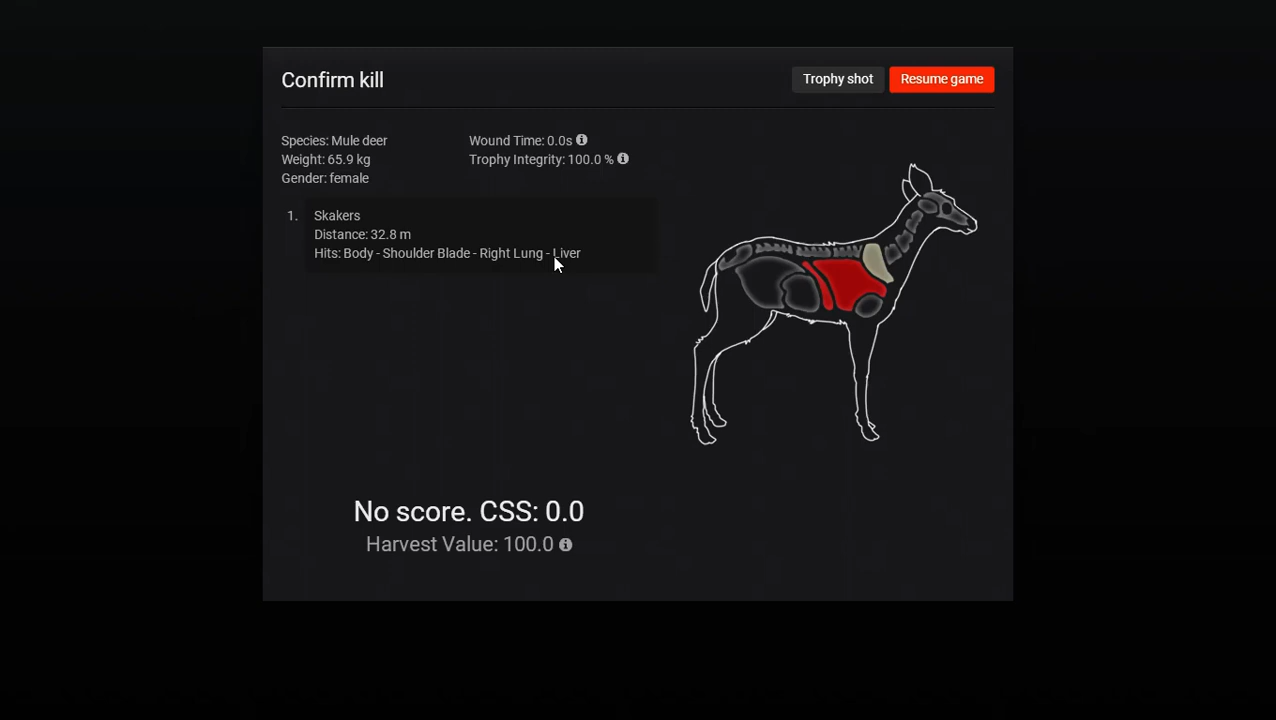 Confirm kill
Trophy shot
Resume game
Species: Mule deer
Weight: 65.9 kg
Gender: female
Wound Time: 0.0s
Trophy Integrity: 100.0 %
1.
Skakers
Distance: 32.8 m
Hits: Body - Shoulder Blade - Right Lung - Liver
No score. CSS: 0.0
Harvest Value: 100.0